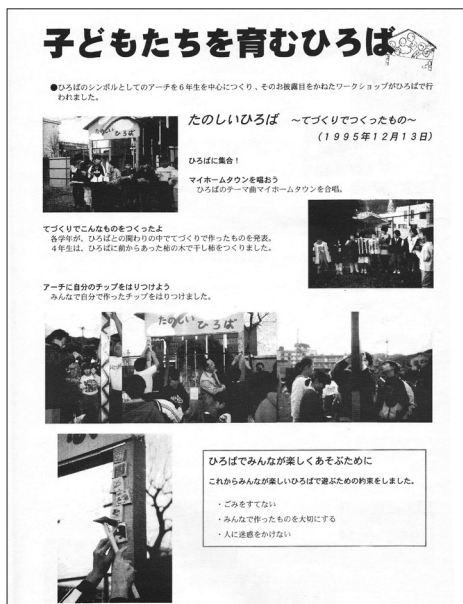 子どもたちを育むひろば
●ひろばのシンボルとしてのアーチを6年生を中心につくり、そのお披露目をかねたワークショップがひろばで行
われました。
たのしいひろば ~てづくりでつくったもの~
(1995年12月13日)
ひろばに集合!
マイホームタウンを唱おう
ひろばのテーマ曲マイホームタウンを合唱。
てづくりでこんなものをつくったよ
各学年が、ひろばとの関わりの中でてづくりで作ったものを発表。
4年生は、ひろばに前からあった柿の木で干し柿をつくりました。
アーチに自分のチップをはりつけよう
みんなで自分で作ったチップをはりつけました。
たのしい
ひろば
ひろばでみんなが楽しくあそぶために
これからみんなが楽しいひろばで遊ぶための約束をしました。
・ごみをすてない
・みんなで作ったものを大切にする
・人に迷惑をかけない